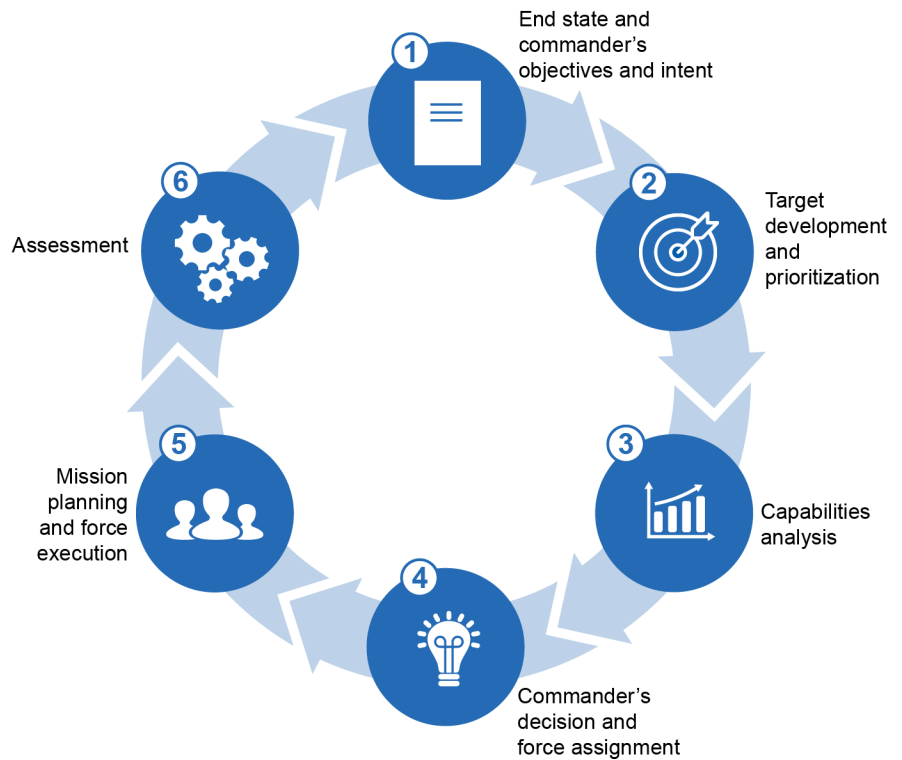 1
End state and
commander’s
objectives and intent
2
Target
development
and
prioritization
3
Capabilities
analysis
4
Commander’s
decision and
force assignment
5
Mission
planning
and force
execution
6
Assessment